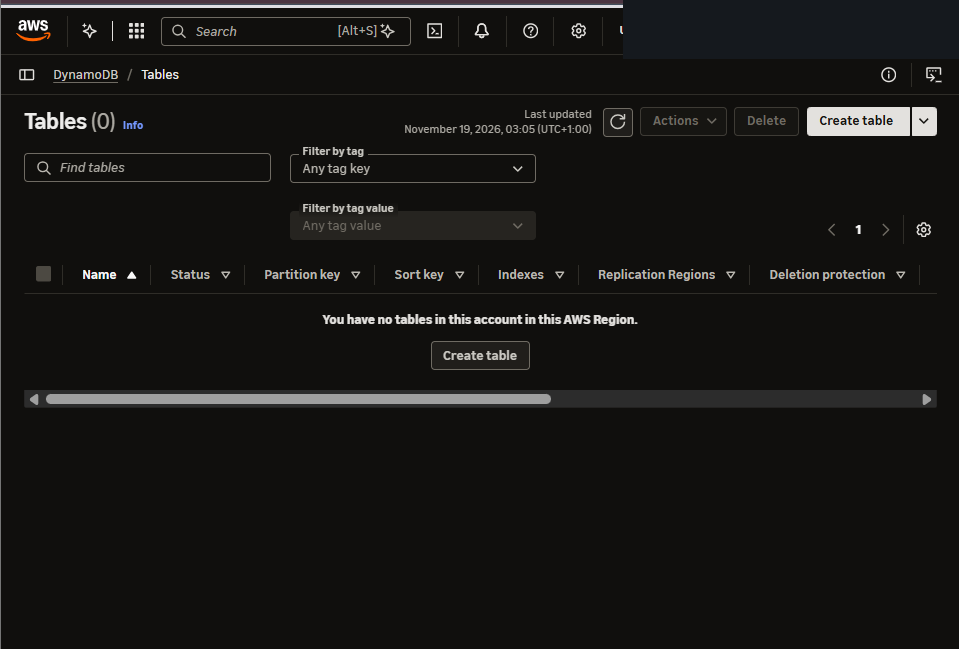 aws
Search [Alt+S]
DynamoDB / Tables
Tables (0) Info
Last updated
November 19, 2026, 03:05 (UTC+1:00)
Actions
Delete
Create table
Find tables
Filter by tag
Any tag key
Filter by tag value
Any tag value
1
Name Status Partition key Sort key Indexes Replication Regions Deletion protection
You have no tables in this account in this AWS Region.
Create table